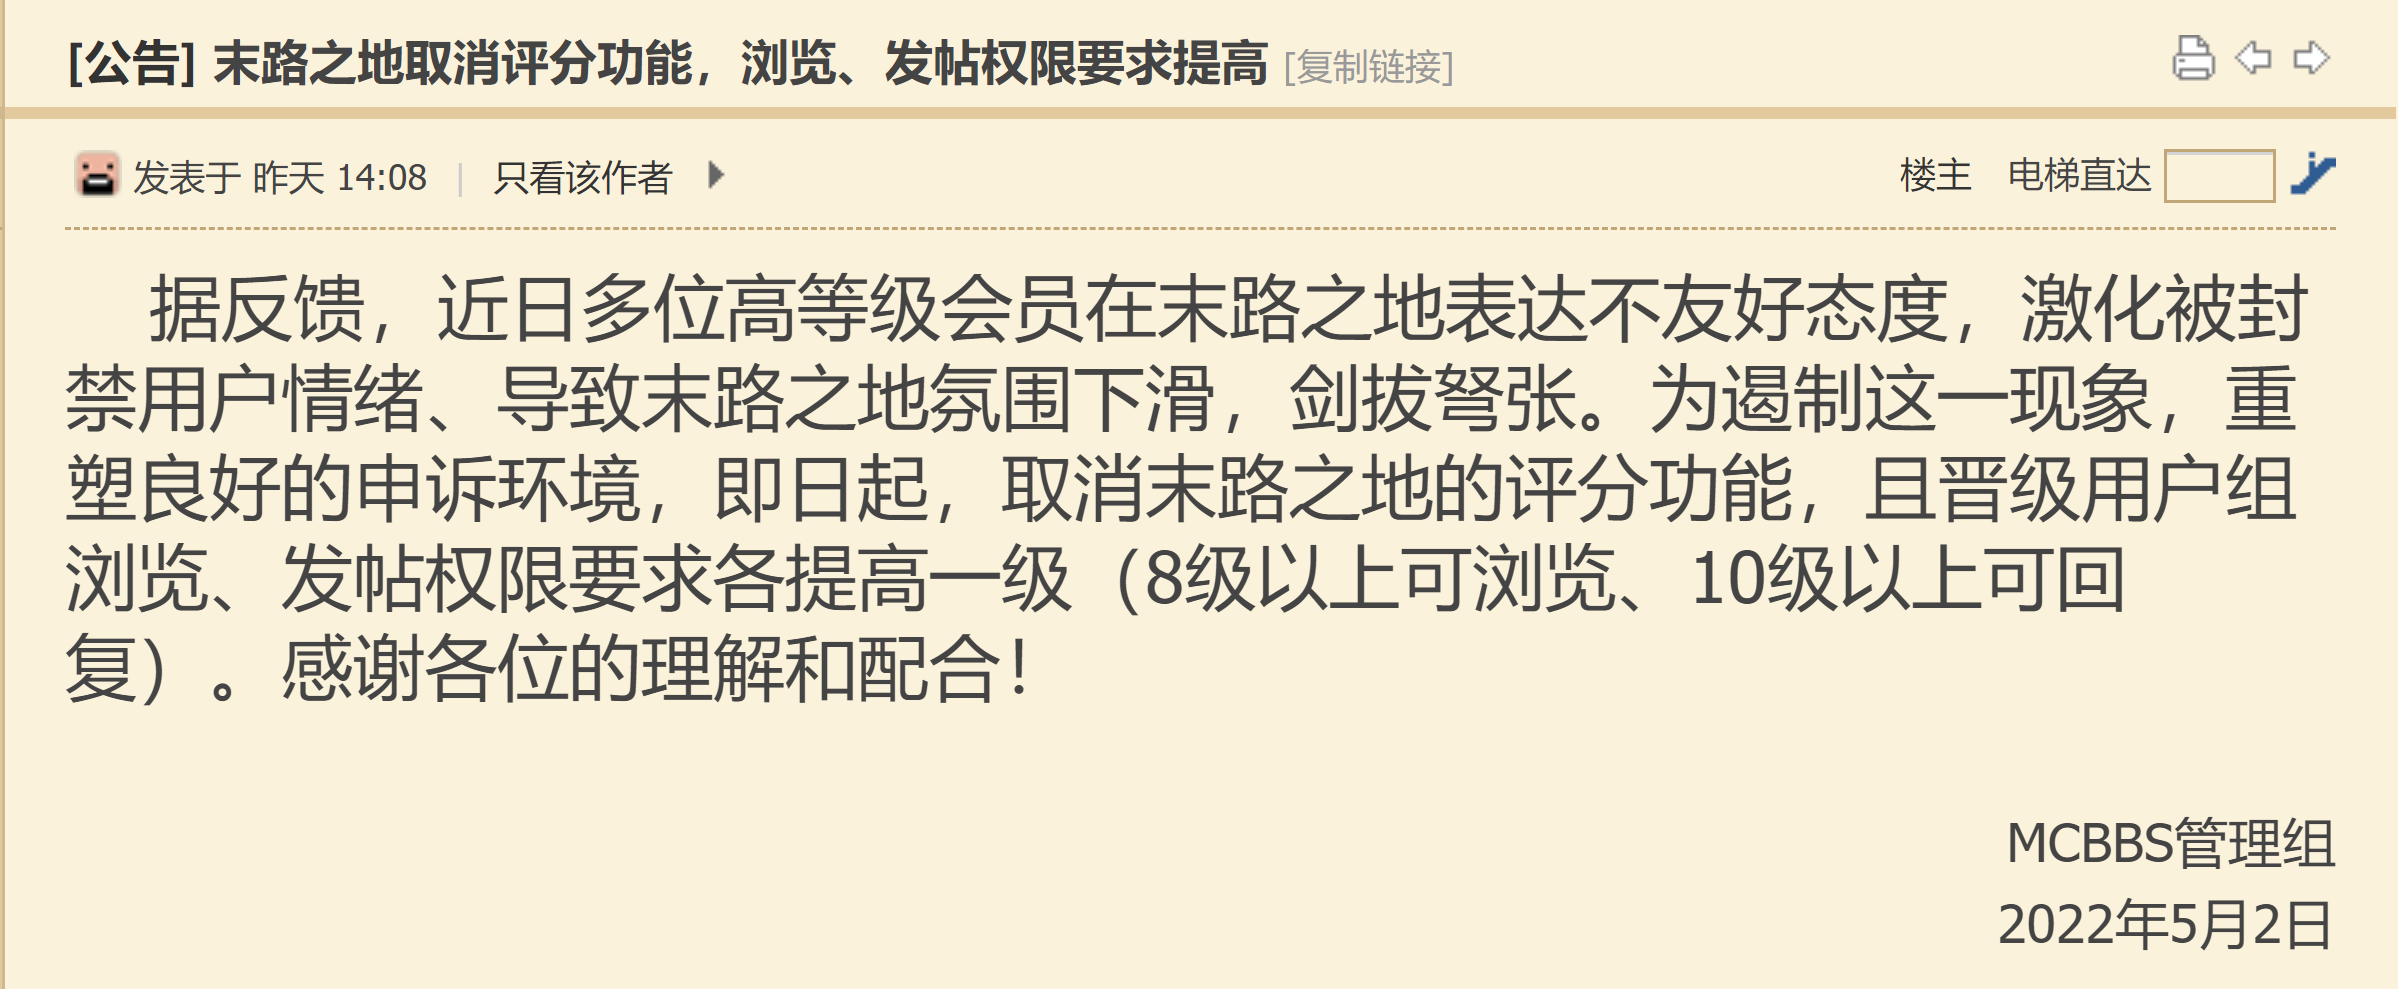 [公告] 末路之地取消评分功能，浏览、发帖权限要求提高 [复制链接]
发表于 昨天 14:08 | 只看该作者
楼主 电梯直达
据反馈，近日多位高等级会员在末路之地表达不友好态度，激化被封
禁用户情绪、导致末路之地氛围下滑，剑拔弩张。为遏制这一现象，重
塑良好的申诉环境，即日起，取消末路之地的评分功能，且晋级用户组
浏览、发帖权限要求各提高一级（8级以上可浏览、10级以上可回
复）。感谢各位的理解和配合！
MCBBS管理组
2022年5月2日